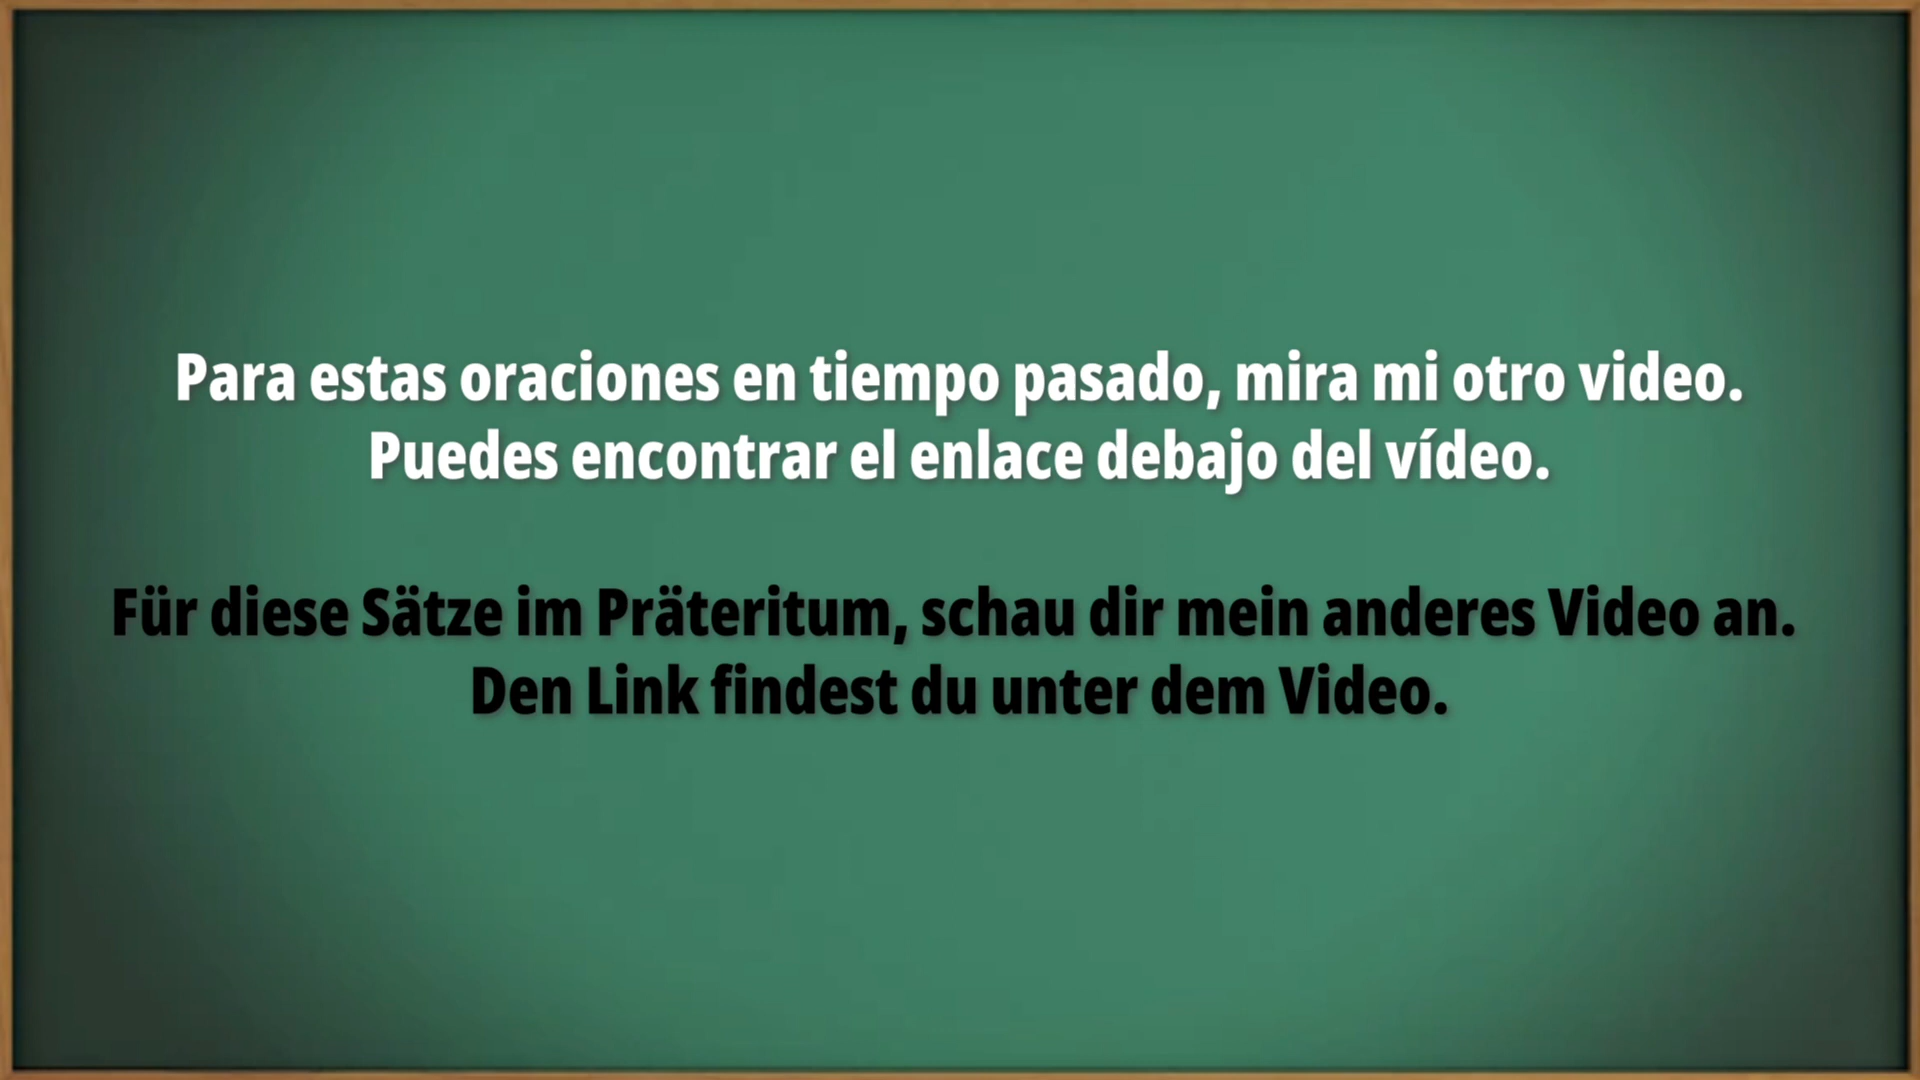 Para estas oraciones en tiempo pasado, mira mi otro video.
Puedes encontrar el enlace debajo del vídeo.
Für diese Sätze im Präteritum, schau dir mein anderes Video an.
Den Link findest du unter dem Video.